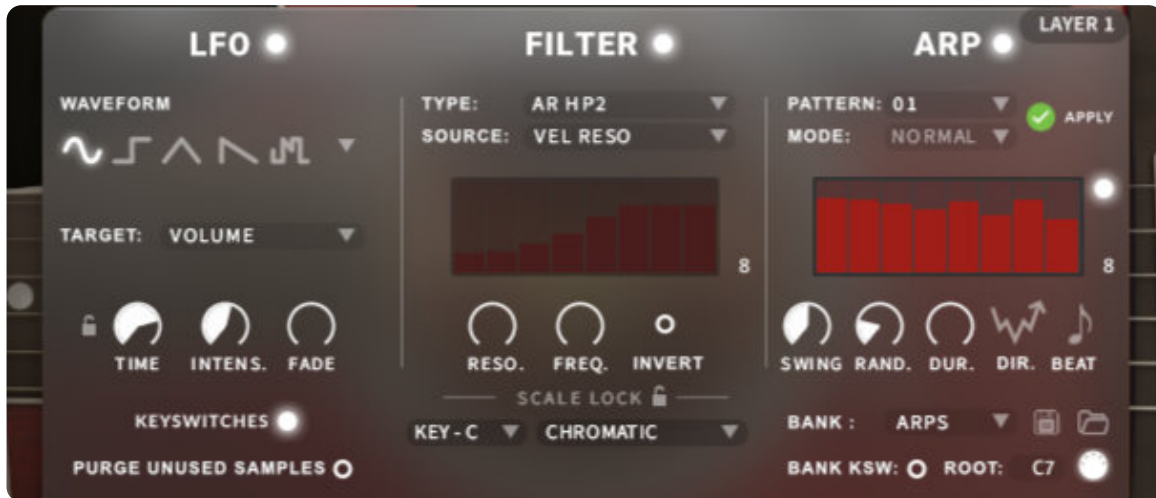 LAYER 1
LFO
FILTER
ARP
WAVEFORM
TYPE: AR HP2
SOURCE: VEL RESO
PATTERN: 01
APPLY
MODE: NORMAL
TARGET: VOLUME
8
8
TIME INTENS. FADE
RESO. FREQ. INVERT
SWING RAND. DUR. DIR. BEAT
SCALE LOCK
KEYSWITCHES
KEY - C CHROMATIC
BANK : ARPS
PURGE UNUSED SAMPLES
BANK KSW: ROOT: C7